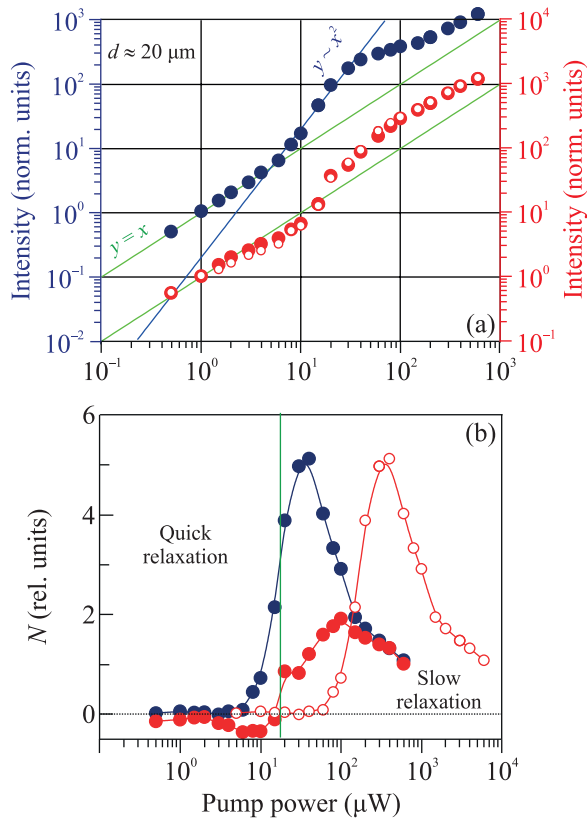 10³
d ≈ 20 μm
y ~ x²
10³
10²
10²
10¹
10¹
10⁰
10⁰
y = x
10⁻¹
10⁻²
10⁻¹
Intensity (norm. units)
Intensity (norm. units)
(a)
10⁻¹ 10⁰ 10¹ 10² 10³
6
(b)
4
Quick
relaxation
2
Slow
relaxation
0
N (rel. units)
10⁰ 10¹ 10² 10³ 10⁴
Pump power (μW)